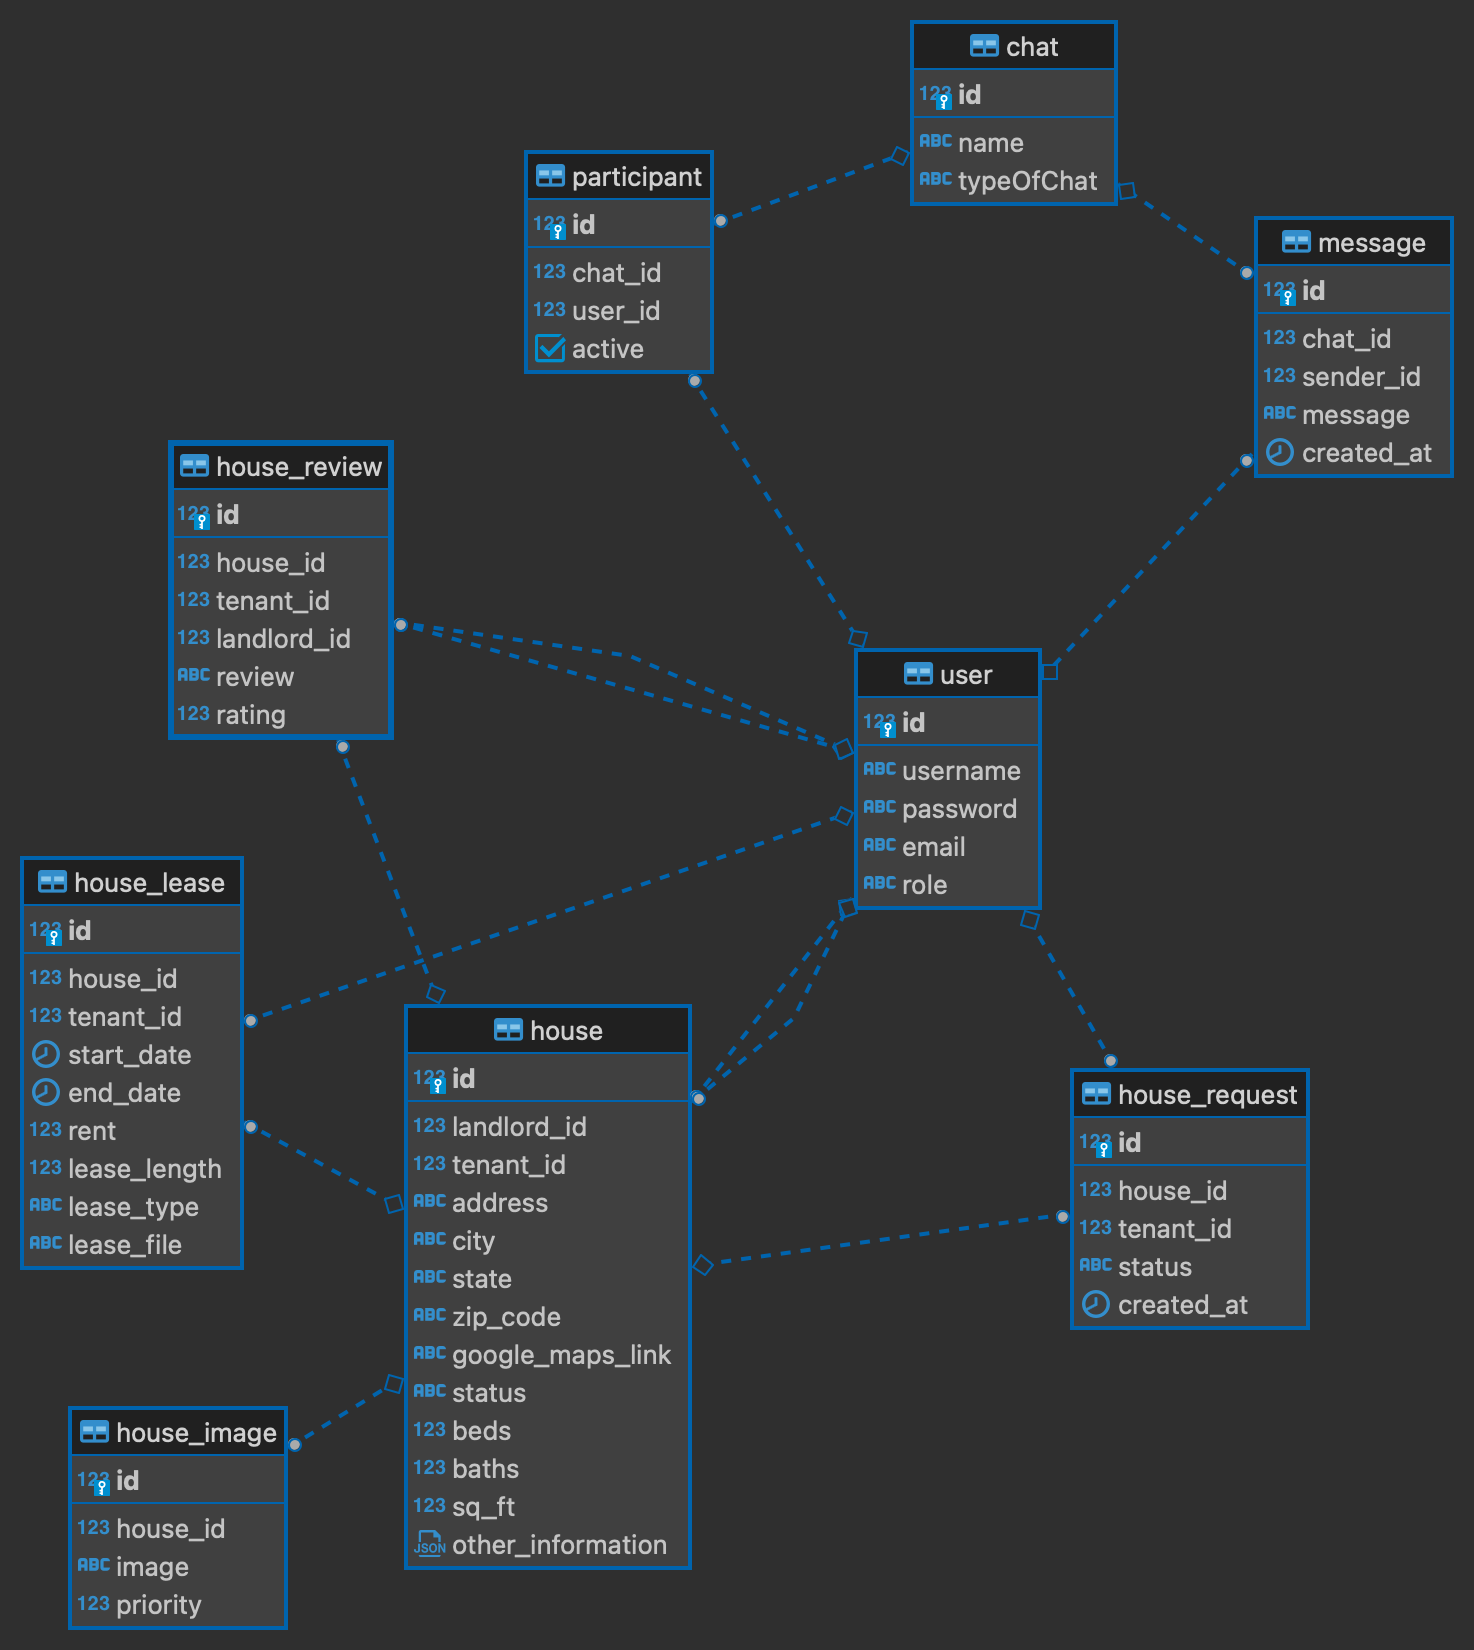 chat
123 id
ABC name
ABC typeOfChat
participant
123 id
123 chat_id
123 user_id
active
message
123 id
123 chat_id
123 sender_id
ABC message
created_at
house_review
123 id
123 house_id
123 tenant_id
123 landlord_id
ABC review
123 rating
user
123 id
ABC username
ABC password
ABC email
ABC role
house_lease
123 id
123 house_id
123 tenant_id
start_date
end_date
123 rent
123 lease_length
ABC lease_type
ABC lease_file
house
123 id
123 landlord_id
123 tenant_id
ABC address
ABC city
ABC state
ABC zip_code
ABC google_maps_link
ABC status
123 beds
123 baths
123 sq_ft
JSON other_information
house_request
123 id
123 house_id
123 tenant_id
ABC status
created_at
house_image
123 id
123 house_id
ABC image
123 priority